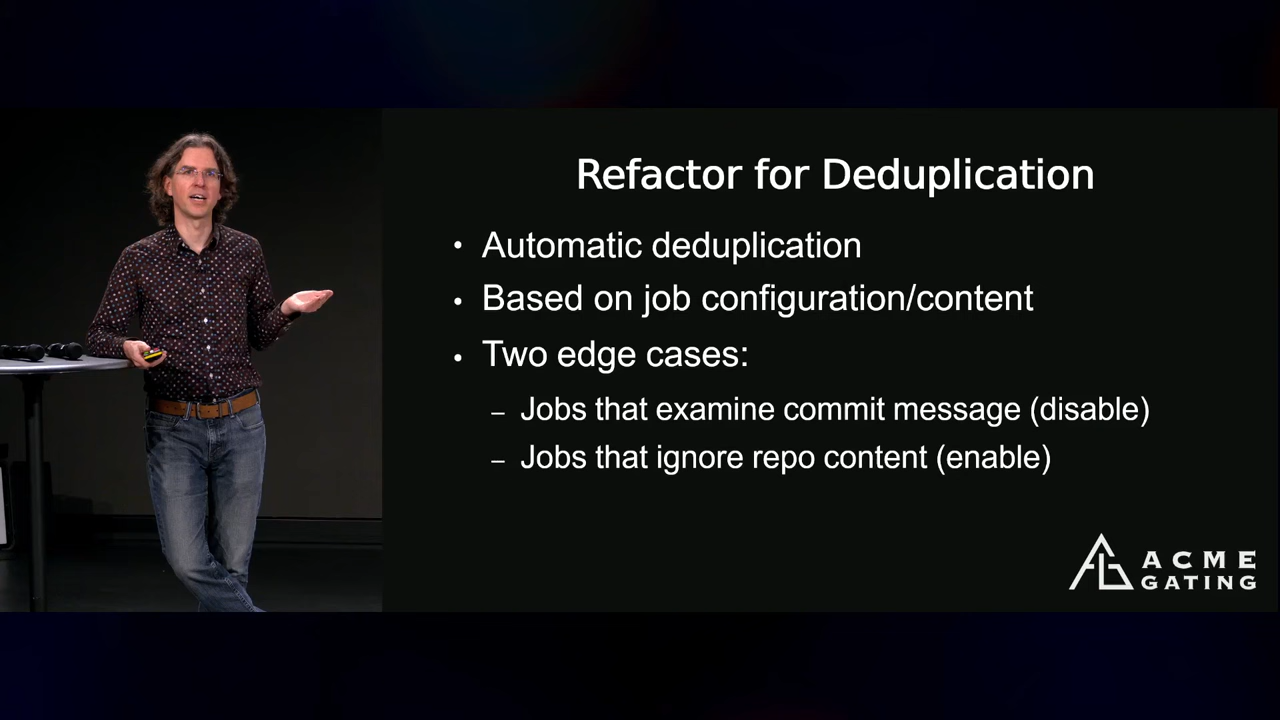 Refactor for Deduplication
• Automatic deduplication
• Based on job configuration/content
• Two edge cases:
– Jobs that examine commit message (disable)
– Jobs that ignore repo content (enable)
ACME
GATING